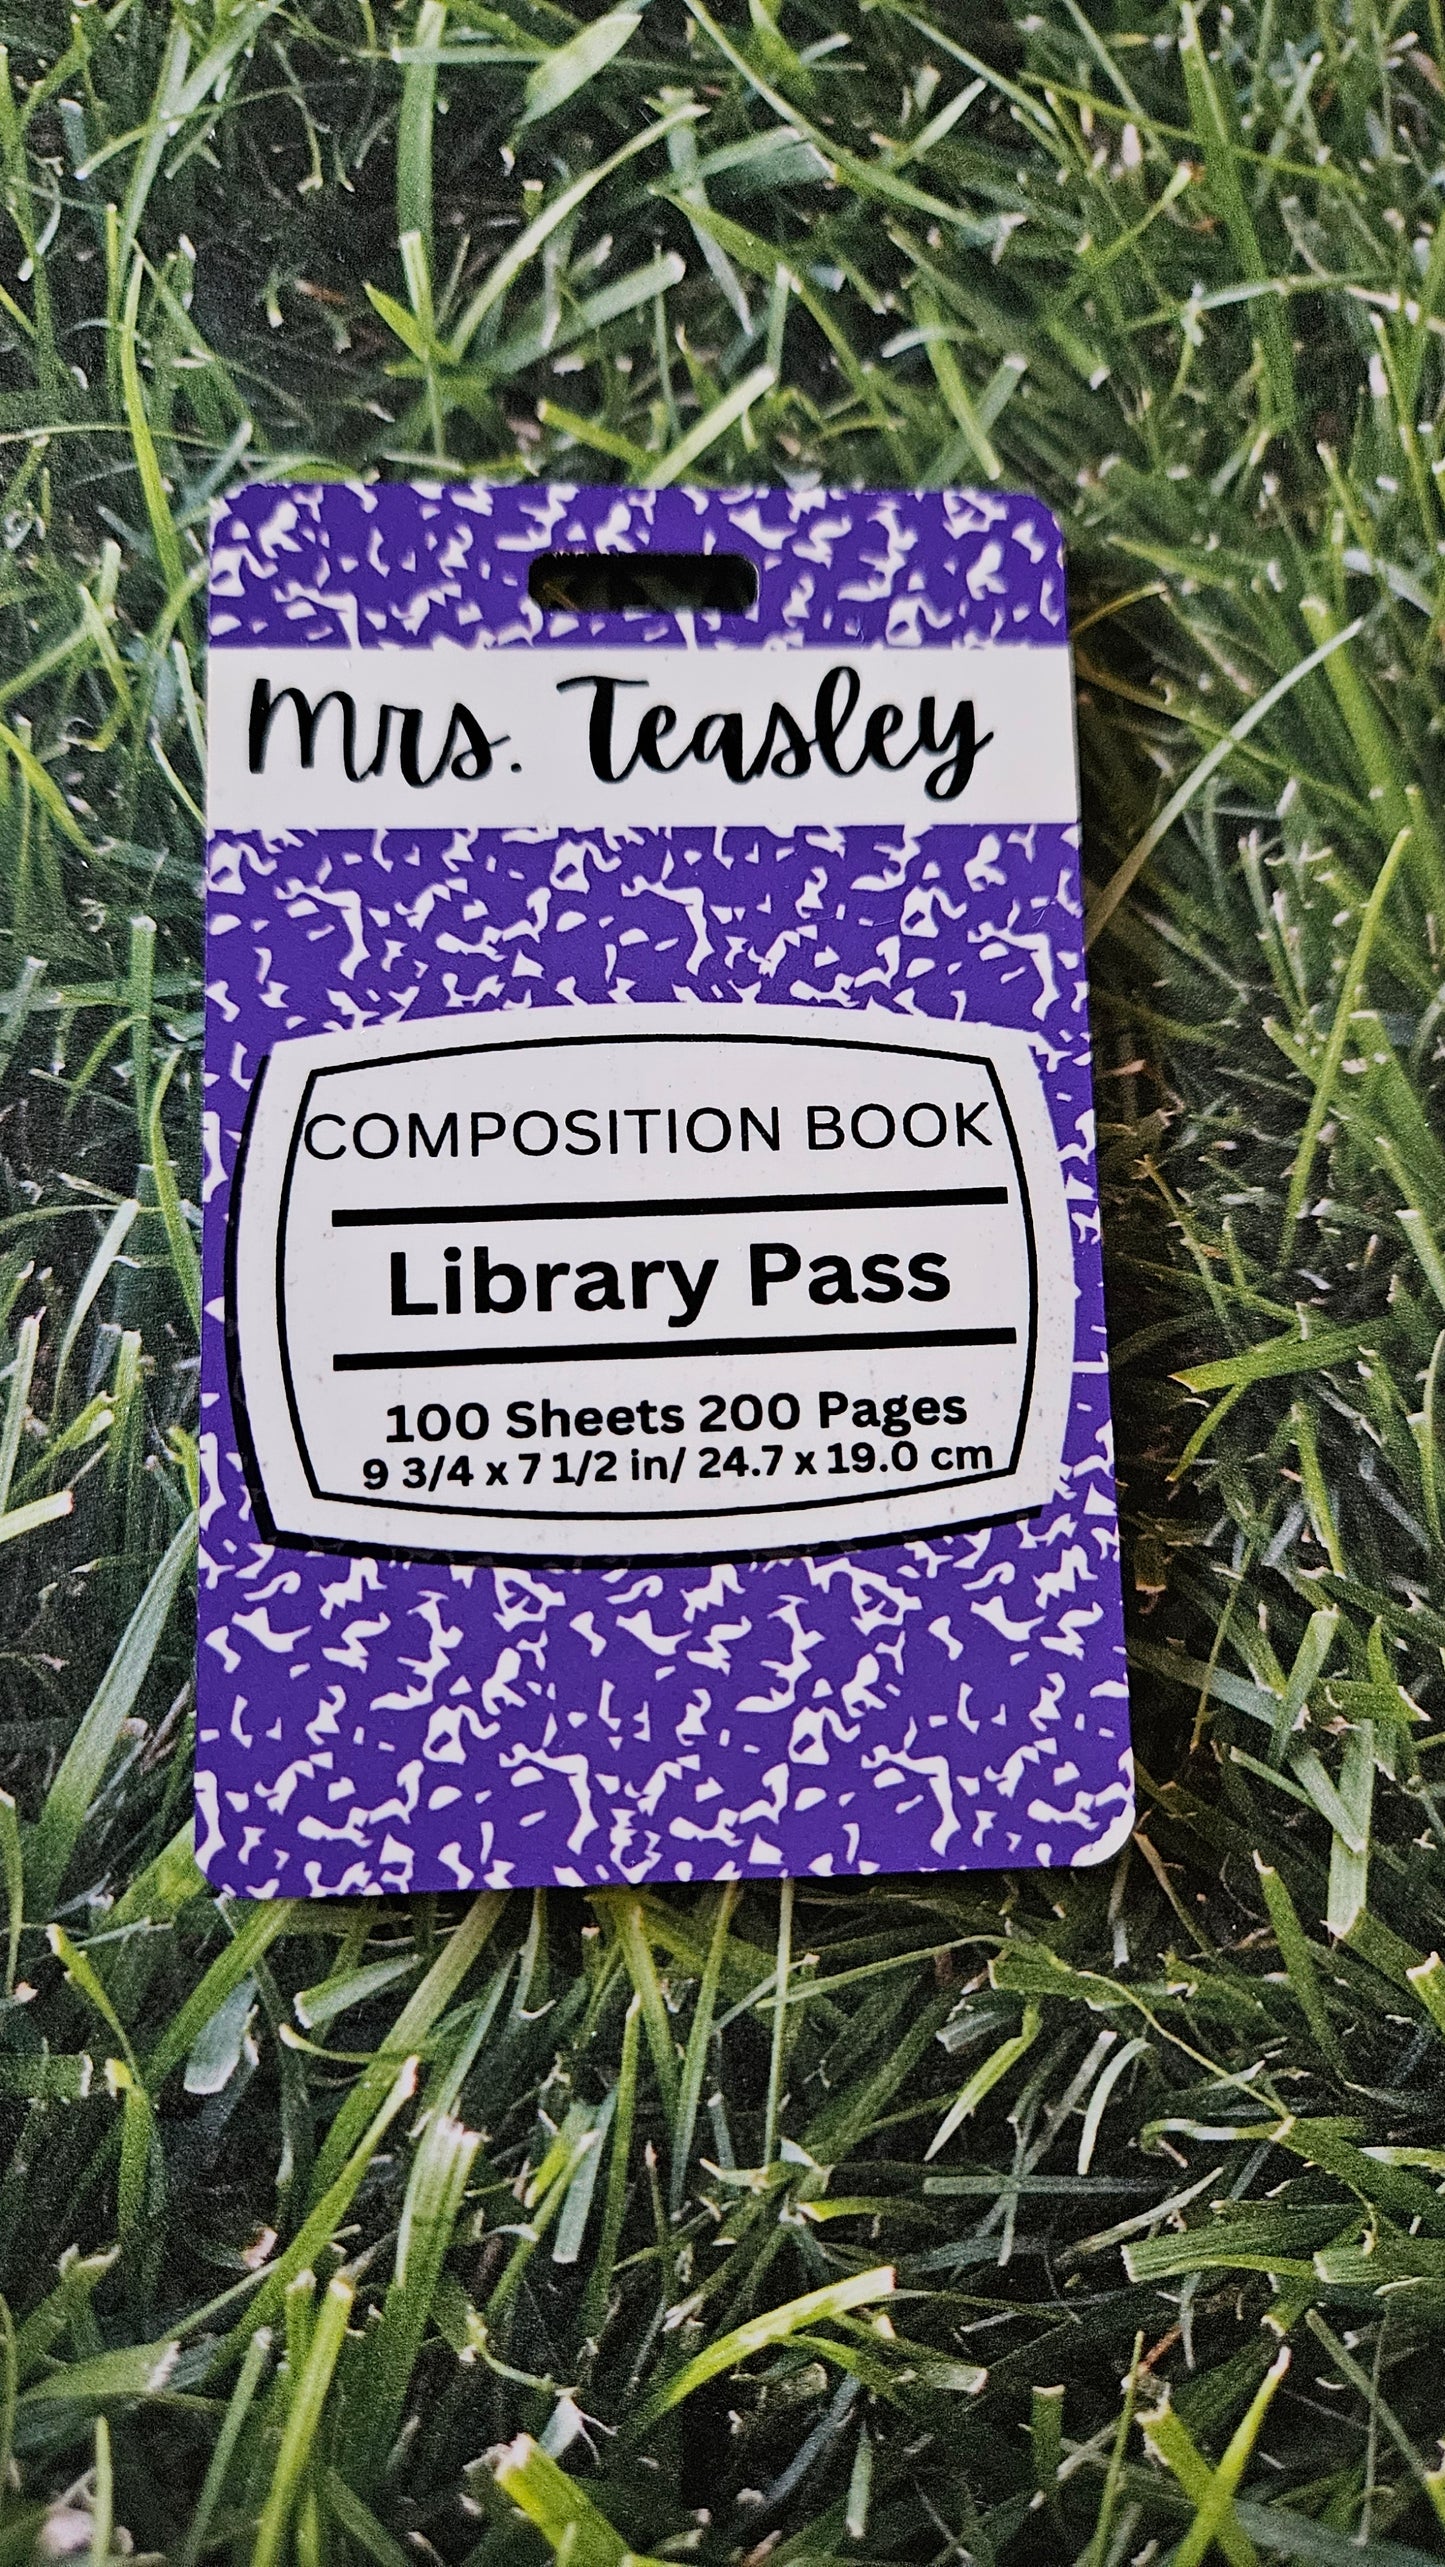 Mrs. Teasley
COMPOSITION BOOK
Library Pass
100 Sheets 200 Pages
9 3/4 x 7 1/2 in/ 24.7 x 19.0 cm